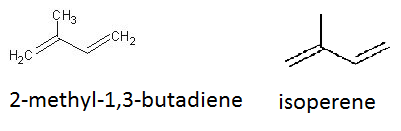 CH₃
H₂C
CH₂
2-methyl-1,3-butadiene
isoperene